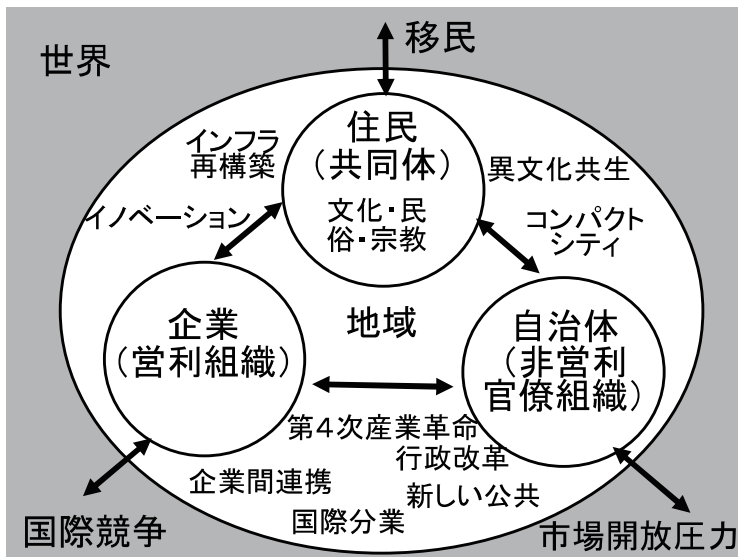 世界
移民
住民
(共同体)
文化・民
俗・宗教
インフラ
再構築
異文化共生
イノベーション
コンパクト
シティ
企業
(営利組織)
地域
自治体
(非営利
官僚組織)
第4次産業革命
行政改革
企業間連携
新しい公共
国際分業
国際競争
市場開放圧力